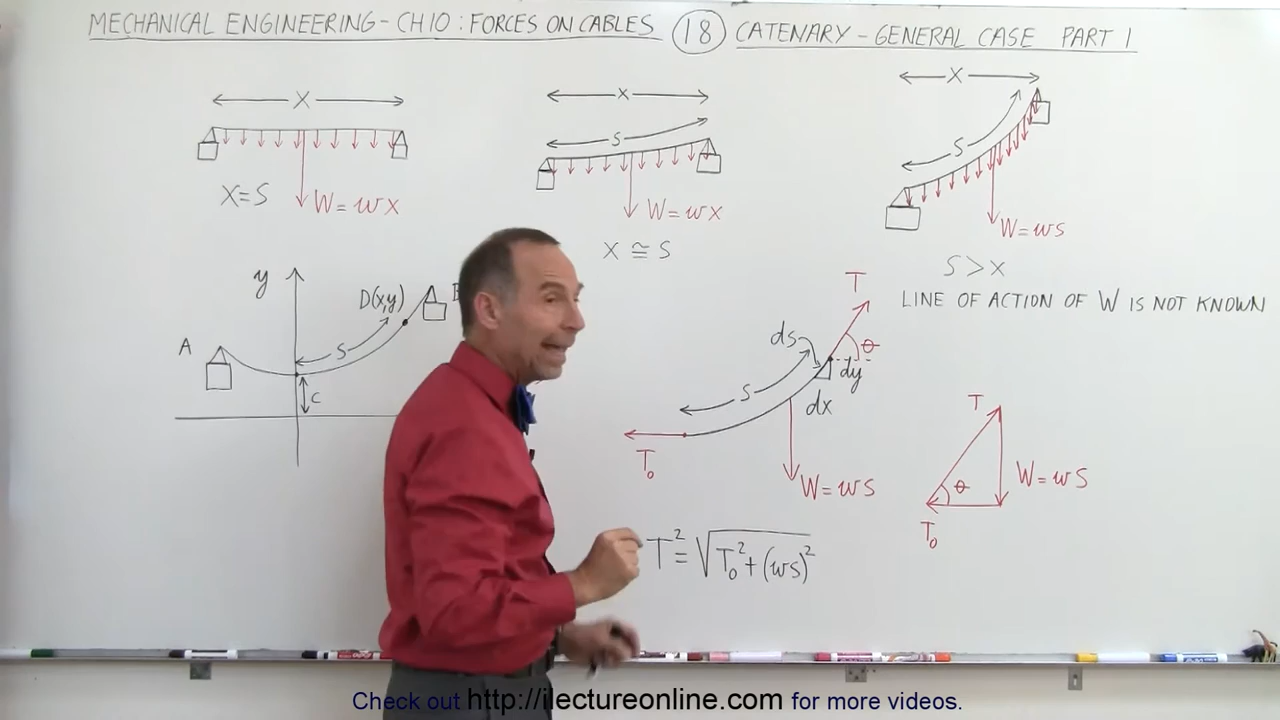 MECHANICAL ENGINEERING - CH 10 : FORCES ON CABLES 18 CATENARY - GENERAL CASE PART 1
X
X
X
S
S
X=S
W=wX
W=wX
W=wS
X ≅ S
S>X
LINE OF ACTION OF W IS NOT KNOWN
y
D(x,y)
A
S
C
T
θ
ds
dy
dx
S
T₀
W=wS
T
W=wS
θ
T₀
T² = √T₀² + (wS)²
Check out http://ilectureonline.com for more videos.